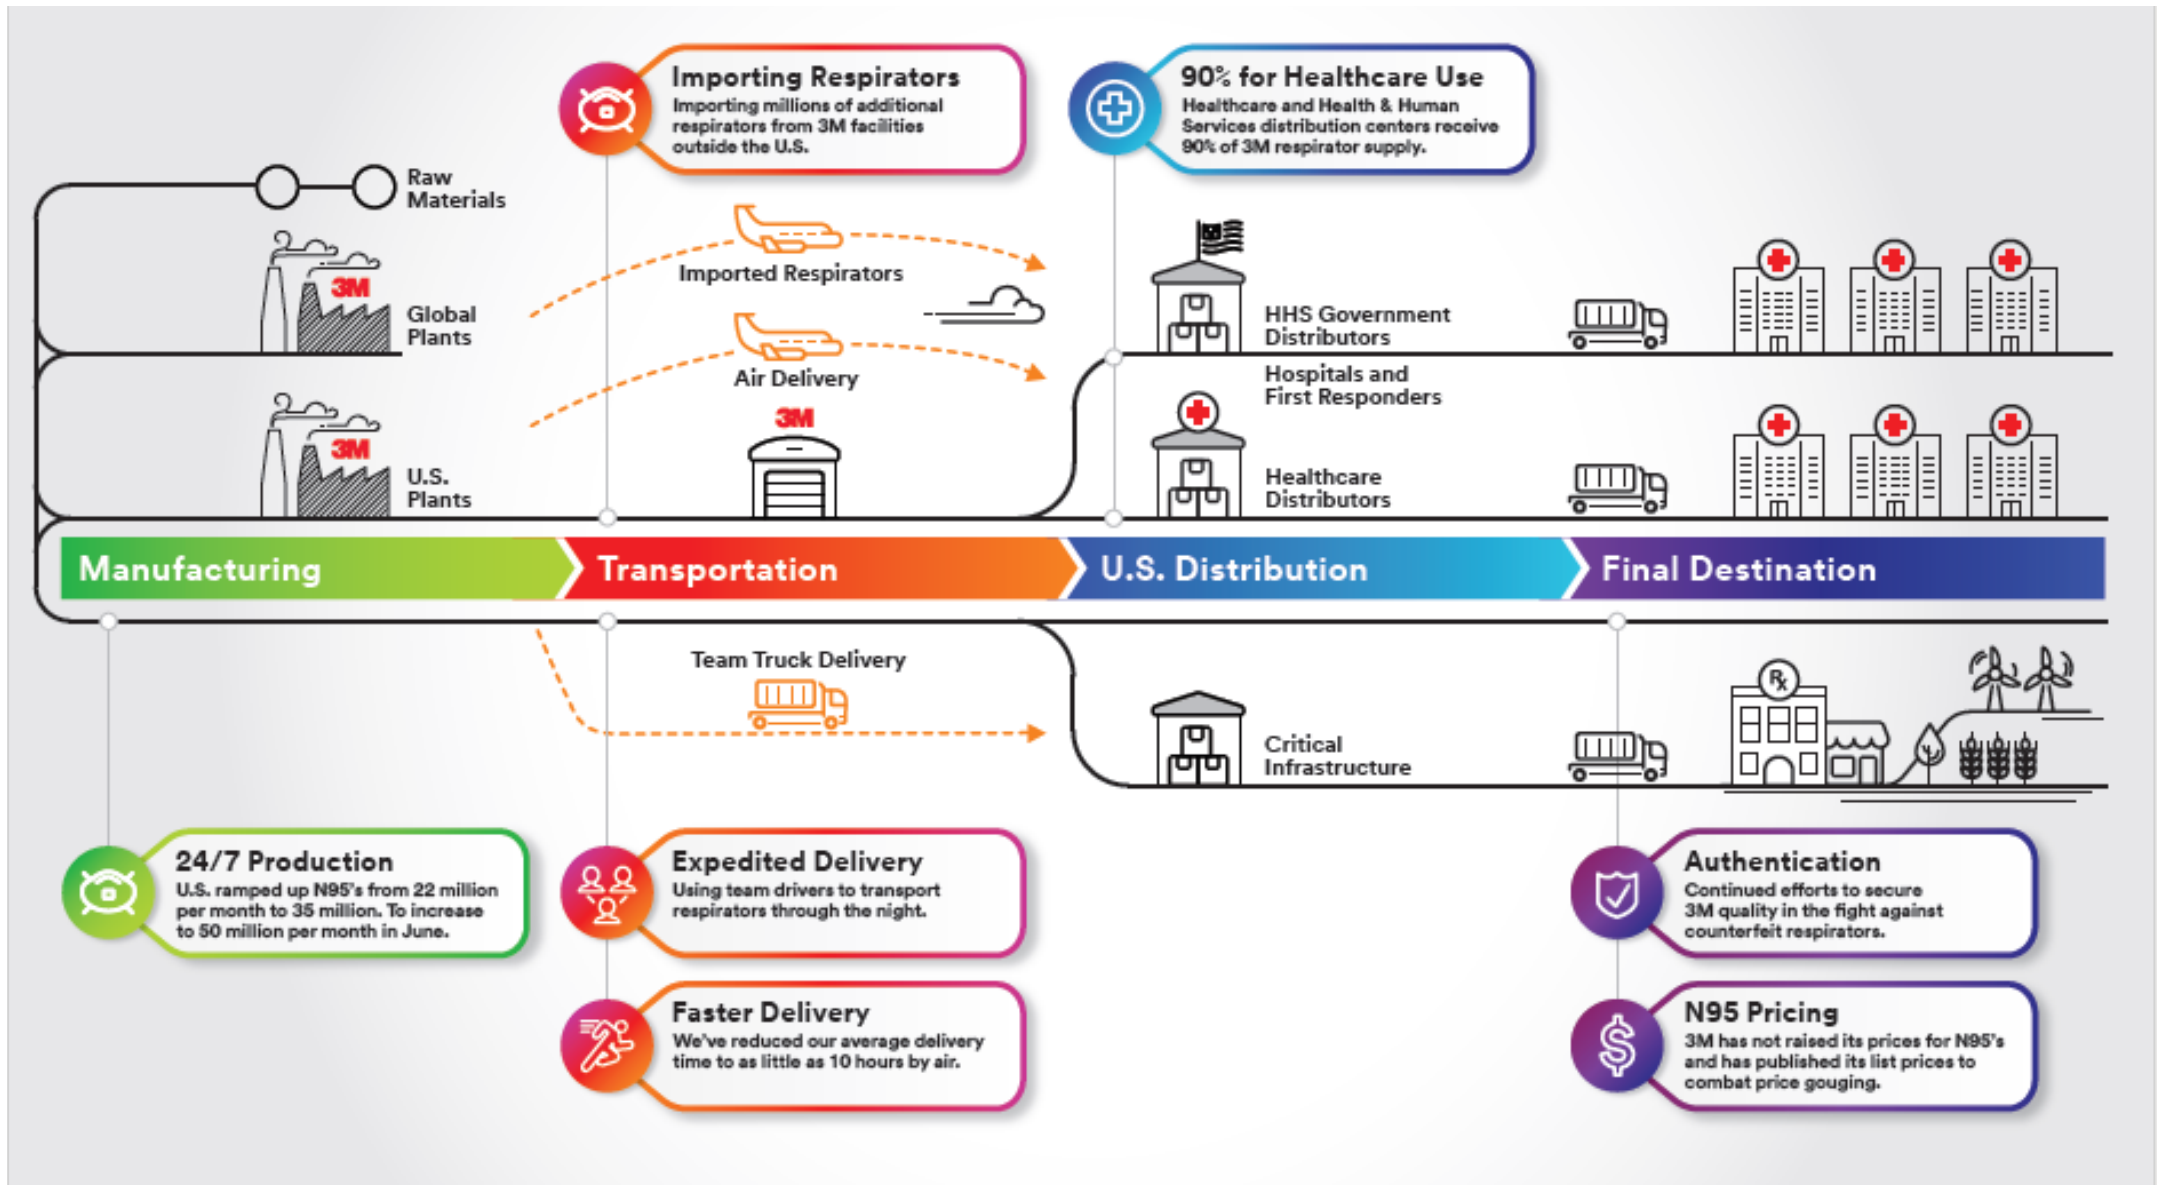 Importing Respirators
Importing millions of additional
respirators from 3M facilities
outside the U.S.
90% for Healthcare Use
Healthcare and Health & Human
Services distribution centers receive
90% of 3M respirator supply.
Raw
Materials
3M
Global
Plants
Imported Respirators
HHS Government
Distributors
3M
U.S.
Plants
Air Delivery
3M
Hospitals and
First Responders
Healthcare
Distributors
Manufacturing
Transportation
U.S. Distribution
Final Destination
Team Truck Delivery
Critical
Infrastructure
Rx
24/7 Production
U.S. ramped up N95's from 22 million
per month to 35 million. To increase
to 50 million per month in June.
Expedited Delivery
Using team drivers to transport
respirators through the night.
Faster Delivery
We've reduced our average delivery
time to as little as 10 hours by air.
Authentication
Continued efforts to secure
3M quality in the fight against
counterfeit respirators.
$
N95 Pricing
3M has not raised its prices for N95's
and has published its list prices to
combat price gouging.